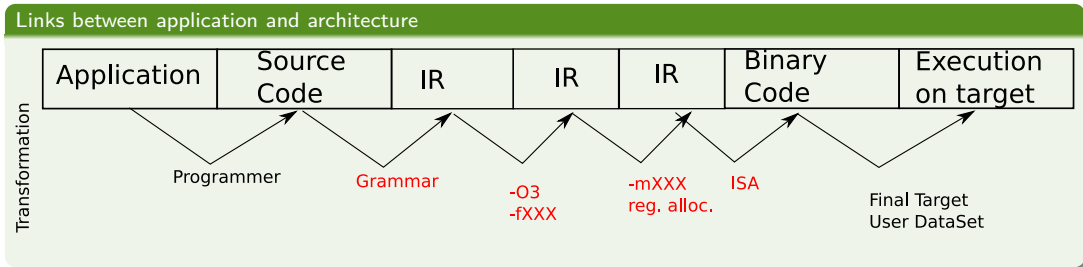 Links between application and architecture
Application
Source
Code
IR
IR
IR
Binary
Code
Execution
on target
Transformation
Programmer
Grammar
-O3
-fXXX
-mXXX
reg. alloc.
ISA
Final Target
User DataSet